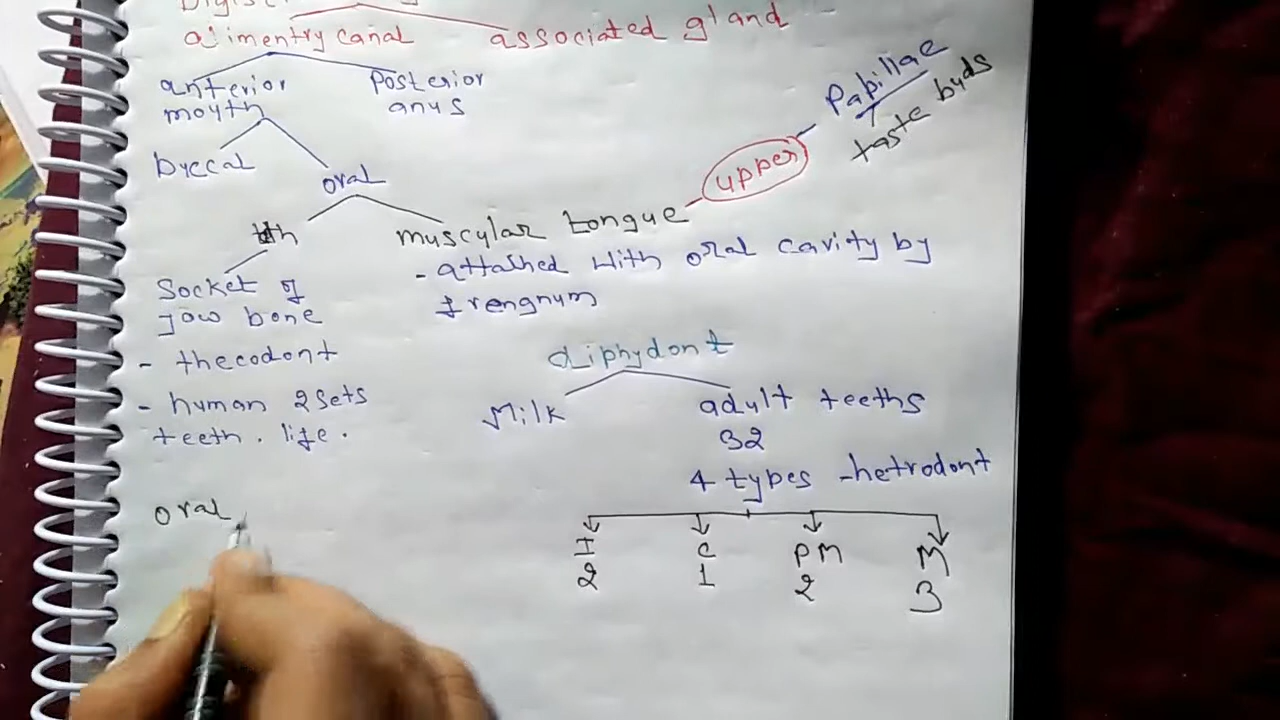 alimentry canal associated gland
anterior posterior
mouth anus
Papillae
taste buds
buccal
oral
upper
th muscular tongue
- attached with oral cavity by
frengnum
Socket of
jaw bone
- thecodont
- human 2 sets
teeth. life.
diphydont
Milk adult teeths
32
4 types - hetrodont
oral
I C PM M
2 1 2 3